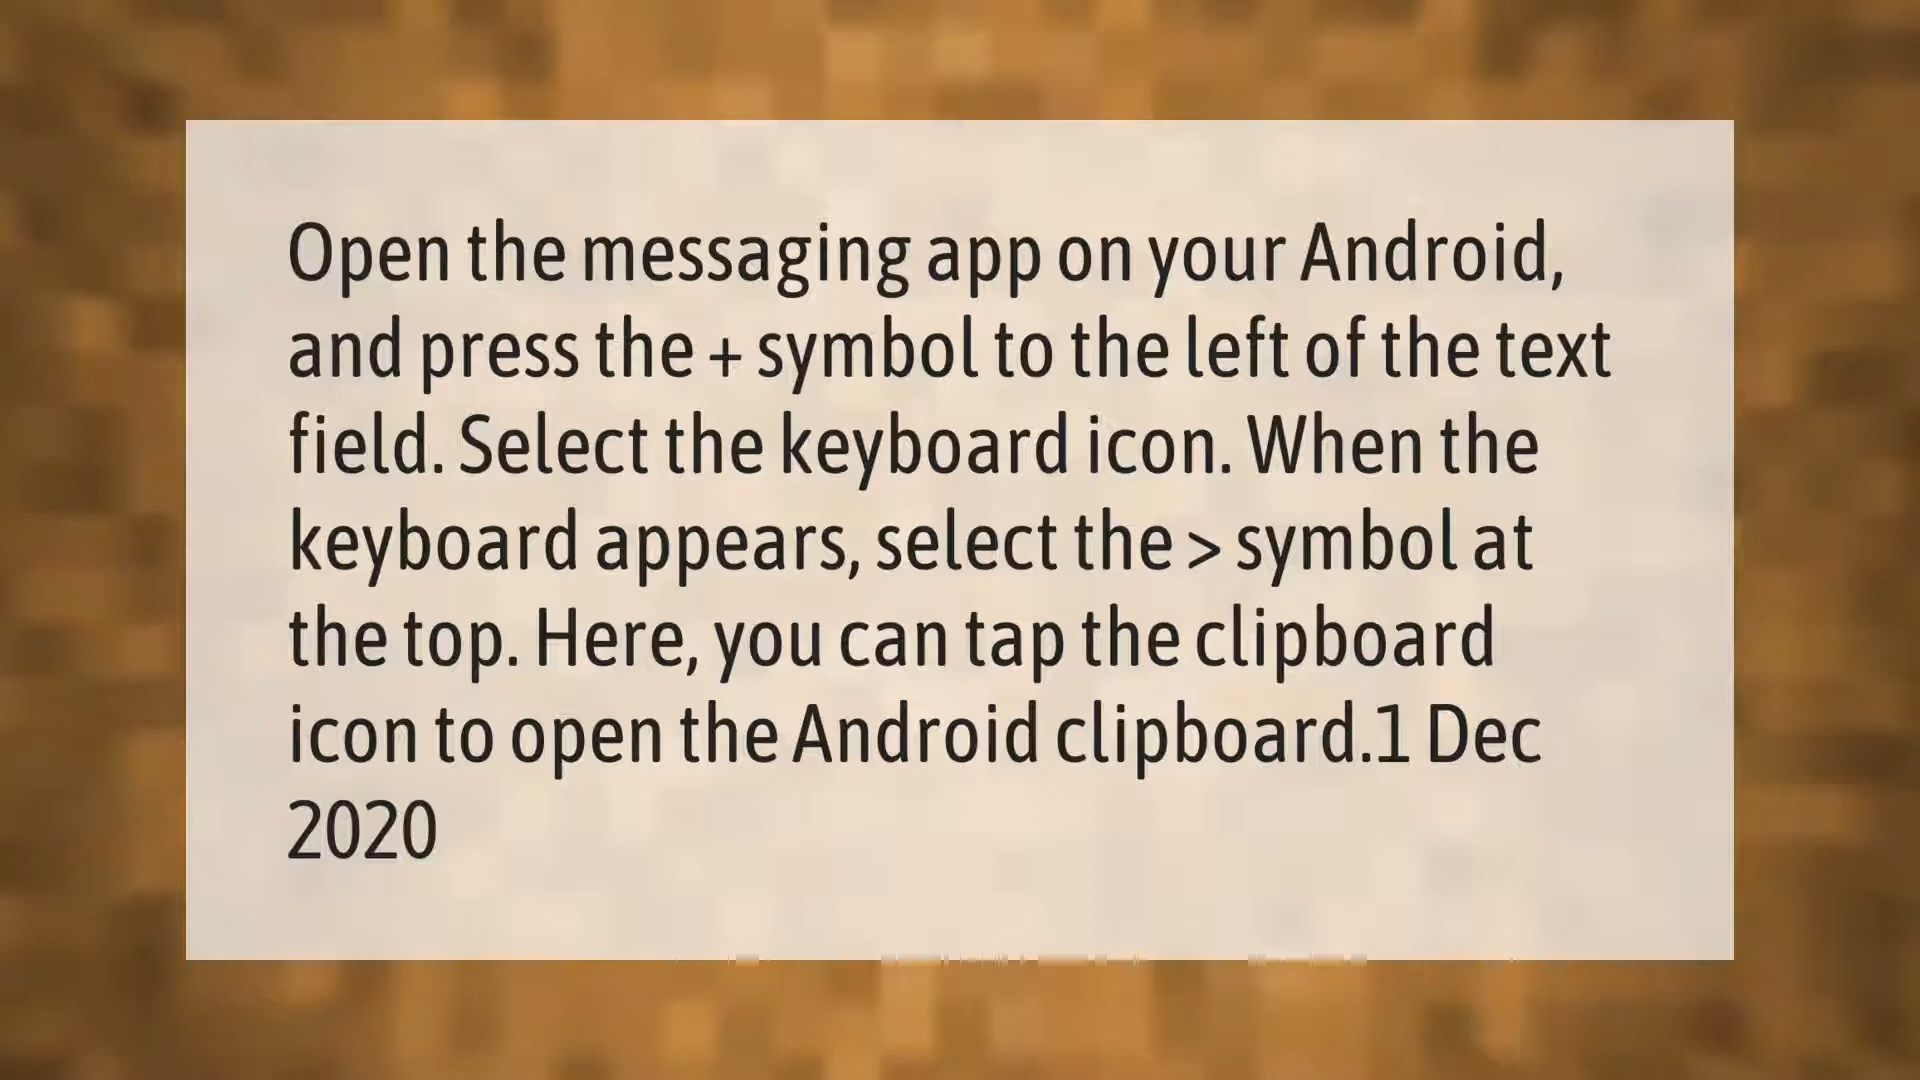 Open the messaging app on your Android,
and press the + symbol to the left of the text
field. Select the keyboard icon. When the
keyboard appears, select the > symbol at
the top. Here, you can tap the clipboard
icon to open the Android clipboard.1 Dec
2020